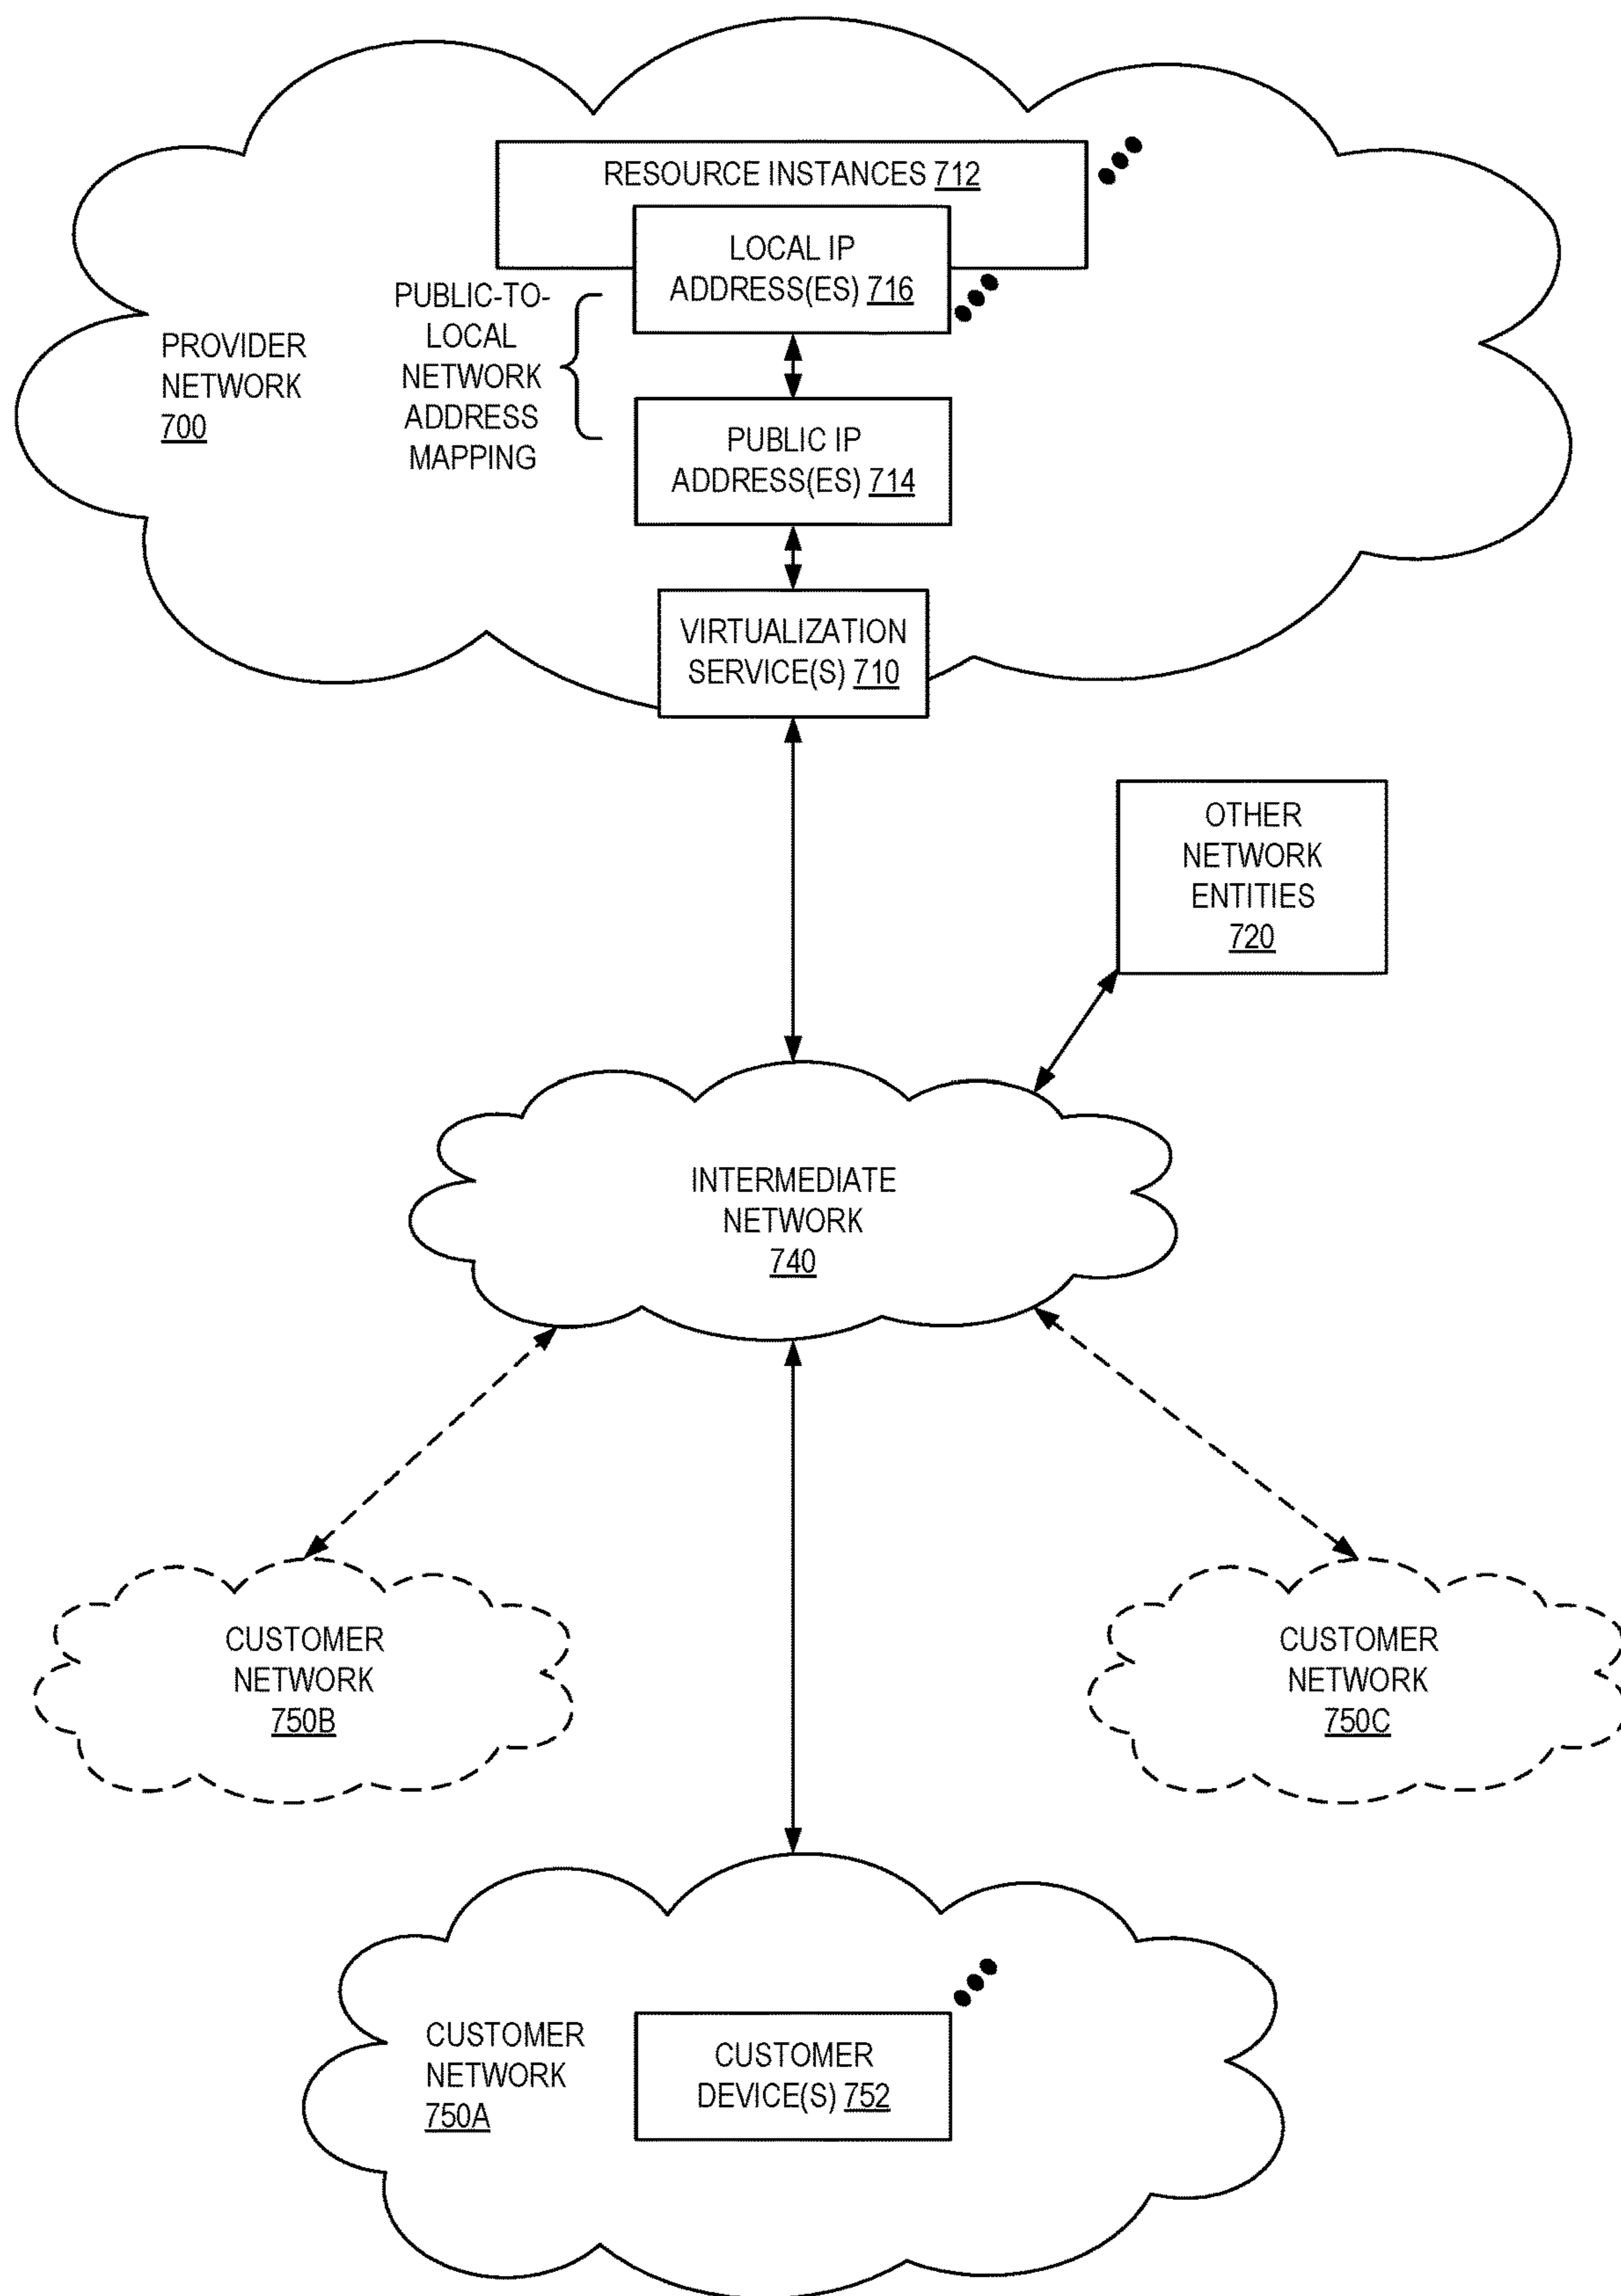 RESOURCE INSTANCES 712
LOCAL IP
ADDRESS(ES) 716
PUBLIC-TO-
LOCAL
NETWORK
ADDRESS
MAPPING
PROVIDER
NETWORK
700
PUBLIC IP
ADDRESS(ES) 714
VIRTUALIZATION
SERVICE(S) 710
OTHER
NETWORK
ENTITIES
720
INTERMEDIATE
NETWORK
740
CUSTOMER
NETWORK
750B
CUSTOMER
NETWORK
750C
CUSTOMER
NETWORK
750A
CUSTOMER
DEVICE(S) 752